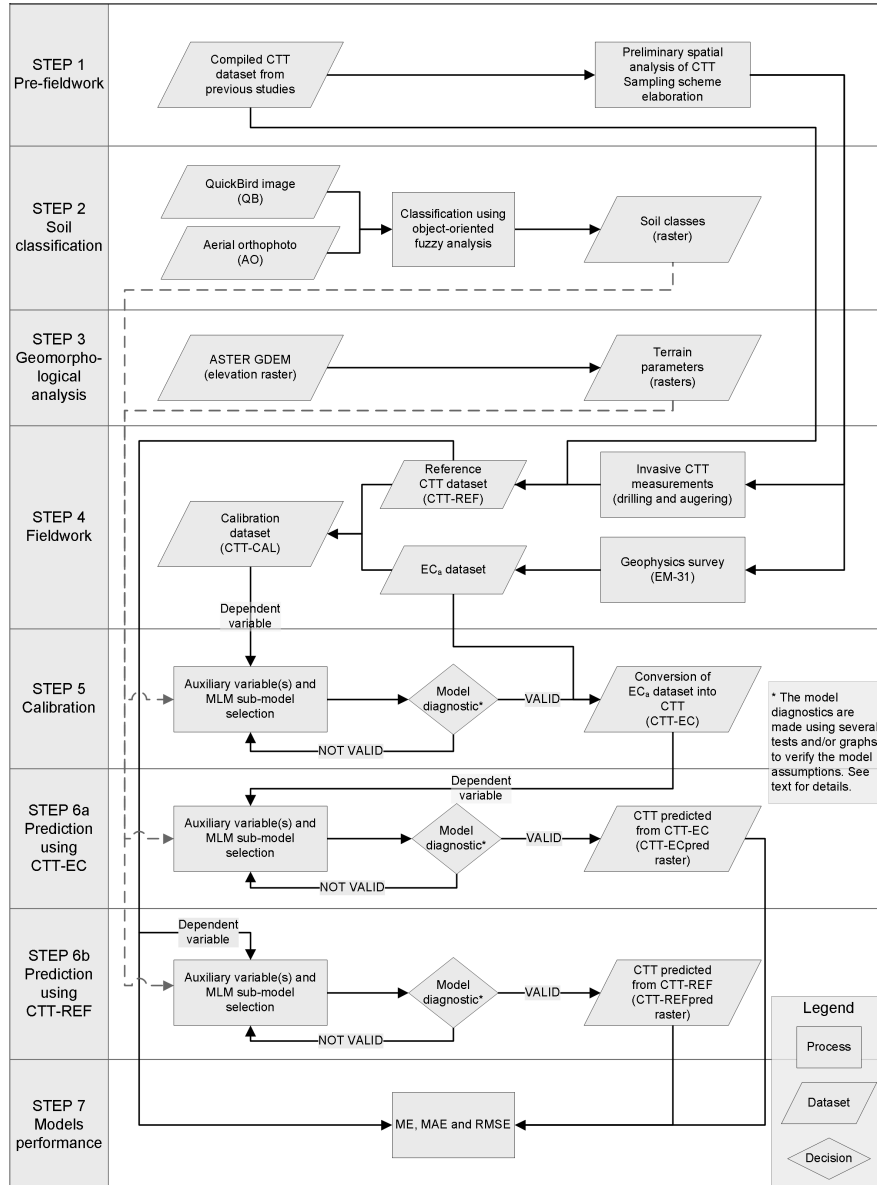 STEP 1
Pre-fieldwork
Compiled CTT
dataset from
previous studies
Preliminary spatial
analysis of CTT
Sampling scheme
elaboration
STEP 2
Soil
classification
QuickBird image
(QB)
Aerial orthophoto
(AO)
Classification using
object-oriented
fuzzy analysis
Soil classes
(raster)
STEP 3
Geomorpho-
logical
analysis
ASTER GDEM
(elevation raster)
Terrain
parameters
(rasters)
STEP 4
Fieldwork
Reference
CTT dataset
(CTT-REF)
Invasive CTT
measurements
(drilling and augering)
Calibration
dataset
(CTT-CAL)
ECa dataset
Geophysics survey
(EM-31)
Dependent
variable
STEP 5
Calibration
Auxiliary variable(s) and
MLM sub-model
selection
Model
diagnostic*
VALID
NOT VALID
Conversion of
ECa dataset into
CTT
(CTT-EC)
* The model
diagnostics are
made using several
tests and/or graphs
to verify the model
assumptions. See
text for details.
STEP 6a
Prediction
using
CTT-EC
Dependent
variable
Auxiliary variable(s) and
MLM sub-model
selection
Model
diagnostic*
VALID
NOT VALID
CTT predicted
from CTT-EC
(CTT-ECpred
raster)
STEP 6b
Prediction
using
CTT-REF
Dependent
variable
Auxiliary variable(s) and
MLM sub-model
selection
Model
diagnostic*
VALID
NOT VALID
CTT predicted
from CTT-REF
(CTT-REFpred
raster)
STEP 7
Models
performance
ME, MAE and RMSE
Legend
Process
Dataset
Decision